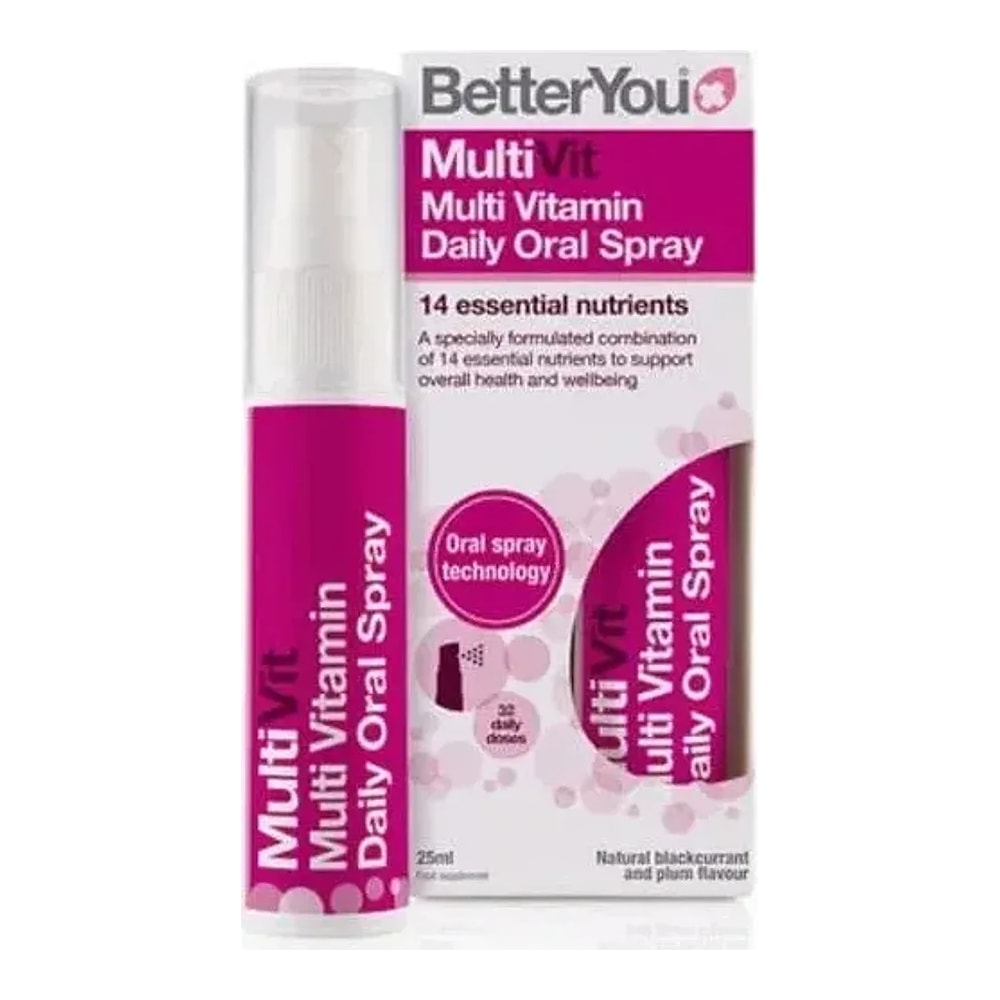 BetterYou
MultiVit
Multi Vitamin
Daily Oral Spray
14 essential nutrients
A specially formulated combination
of 14 essential nutrients to support
overall health and wellbeing
Oral spray
technology
32
daily
doses
25ml
Food supplement
Natural blackcurrant
and plum flavour
MultiVit
Multi Vitamin
Daily Oral Spray
ultiVit
ulti Vitamin
aily Oral Spray